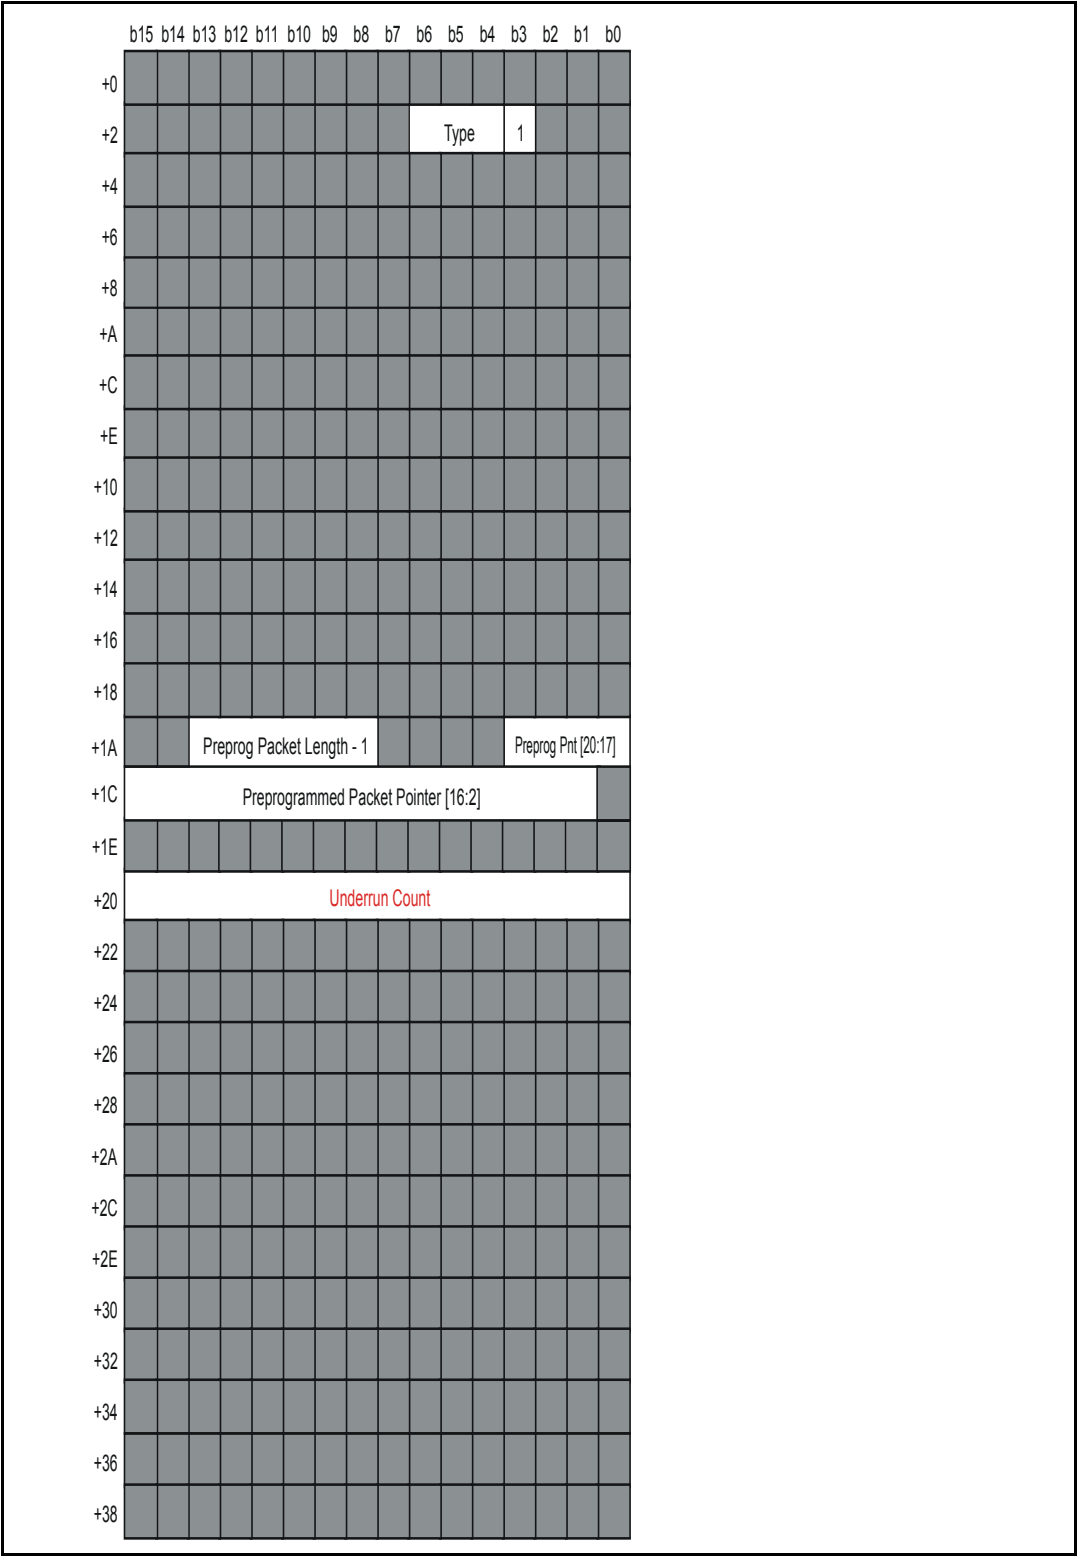 b15 b14 b13 b12 b11 b10 b9 b8 b7 b6 b5 b4 b3 b2 b1 b0
+0
+2 Type 1
+4
+6
+8
+A
+C
+E
+10
+12
+14
+16
+18
+1A Preprog Packet Length - 1 Preprog Pnt [20:17]
+1C Preprogrammed Packet Pointer [16:2]
+1E
+20 Underrun Count
+22
+24
+26
+28
+2A
+2C
+2E
+30
+32
+34
+36
+38